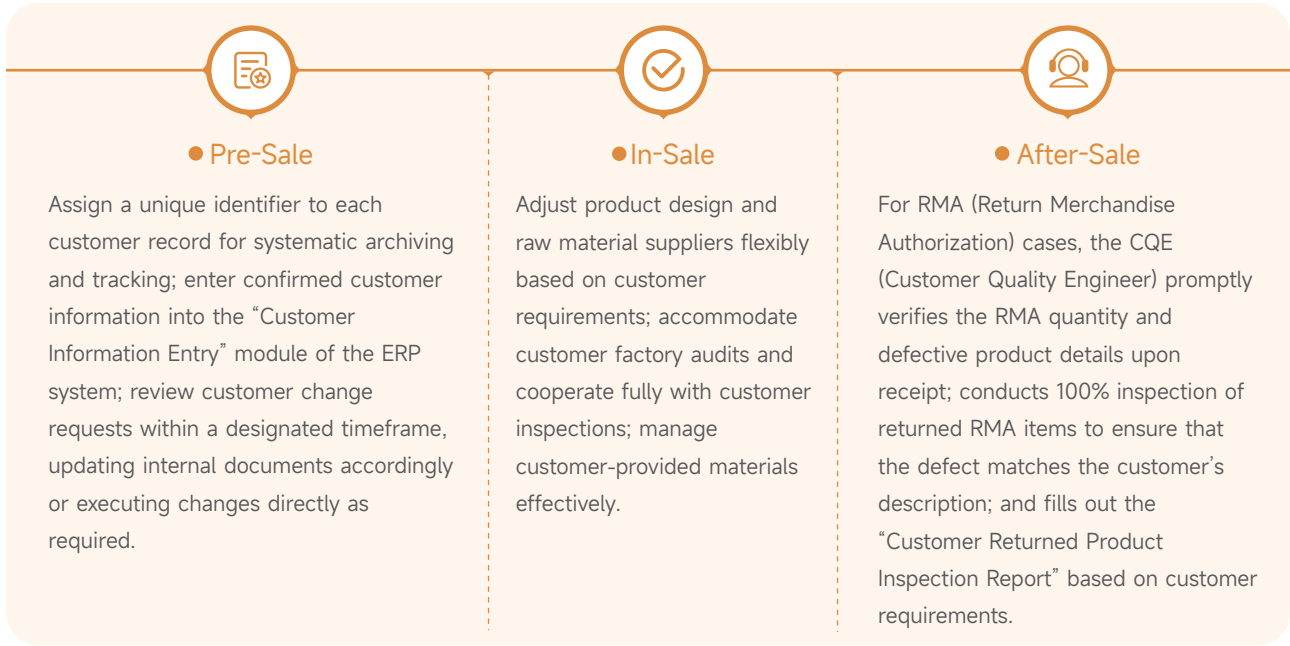 Pre-Sale
Assign a unique identifier to each
customer record for systematic archiving
and tracking; enter confirmed customer
information into the “Customer
Information Entry” module of the ERP
system; review customer change
requests within a designated timeframe,
updating internal documents accordingly
or executing changes directly as
required.
In-Sale
Adjust product design and
raw material suppliers flexibly
based on customer
requirements; accommodate
customer factory audits and
cooperate fully with customer
inspections; manage
customer-provided materials
effectively.
After-Sale
For RMA (Return Merchandise
Authorization) cases, the CQE
(Customer Quality Engineer) promptly
verifies the RMA quantity and
defective product details upon
receipt; conducts 100% inspection of
returned RMA items to ensure that
the defect matches the customer’s
description; and fills out the
“Customer Returned Product
Inspection Report” based on customer
requirements.